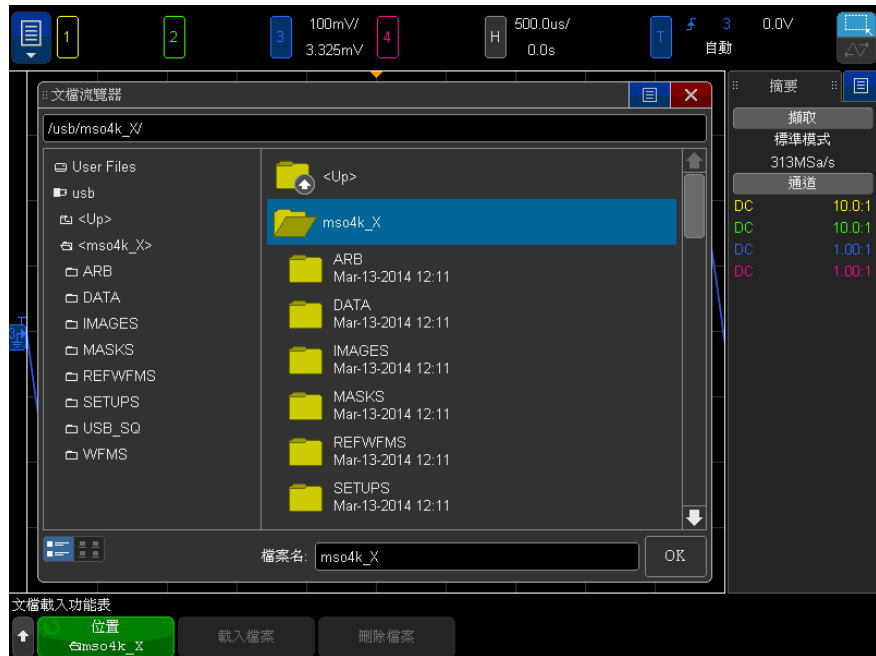 1
2
3
100mV/
3.325mV
4
H
500.0us/
0.0s
T
3
0.0V
自動
文檔流覽器
/usb/mso4k_X/
User Files
usb
<Up>
<mso4k_X>
ARB
DATA
IMAGES
MASKS
REFWFMS
SETUPS
USB_SQ
WFMS
<Up>
mso4k_X
ARB
Mar-13-2014 12:11
DATA
Mar-13-2014 12:11
IMAGES
Mar-13-2014 12:11
MASKS
Mar-13-2014 12:11
REFWFMS
Mar-13-2014 12:11
SETUPS
Mar-13-2014 12:11
檔案名:
mso4k_X
OK
摘要
擷取
標準模式
313MSa/s
通道
DC 10.0:1
DC 10.0:1
DC 1.00:1
DC 1.00:1
文檔載入功能表
位置
mso4k_X
載入檔案
刪除檔案